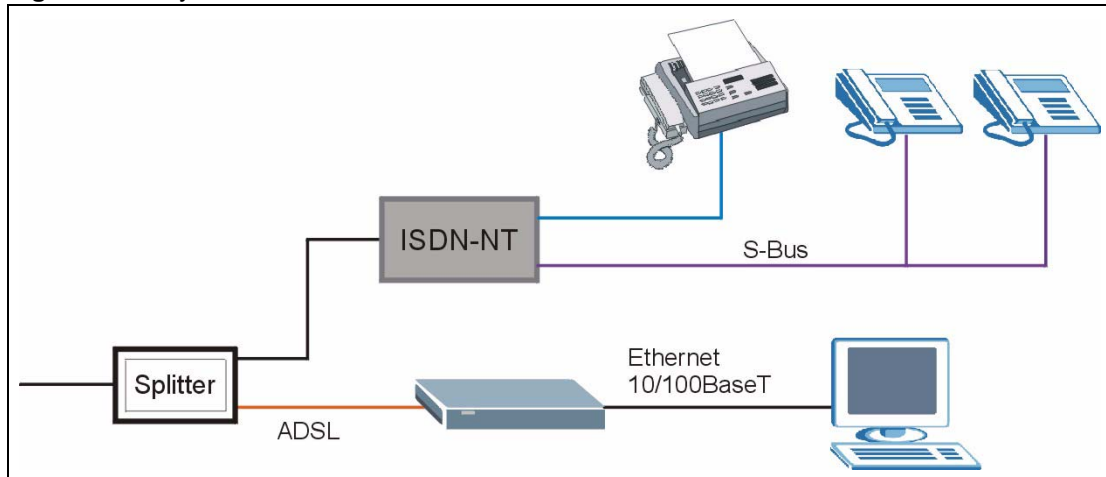 ISDN-NT
S-Bus
Splitter
ADSL
Ethernet
10/100BaseT